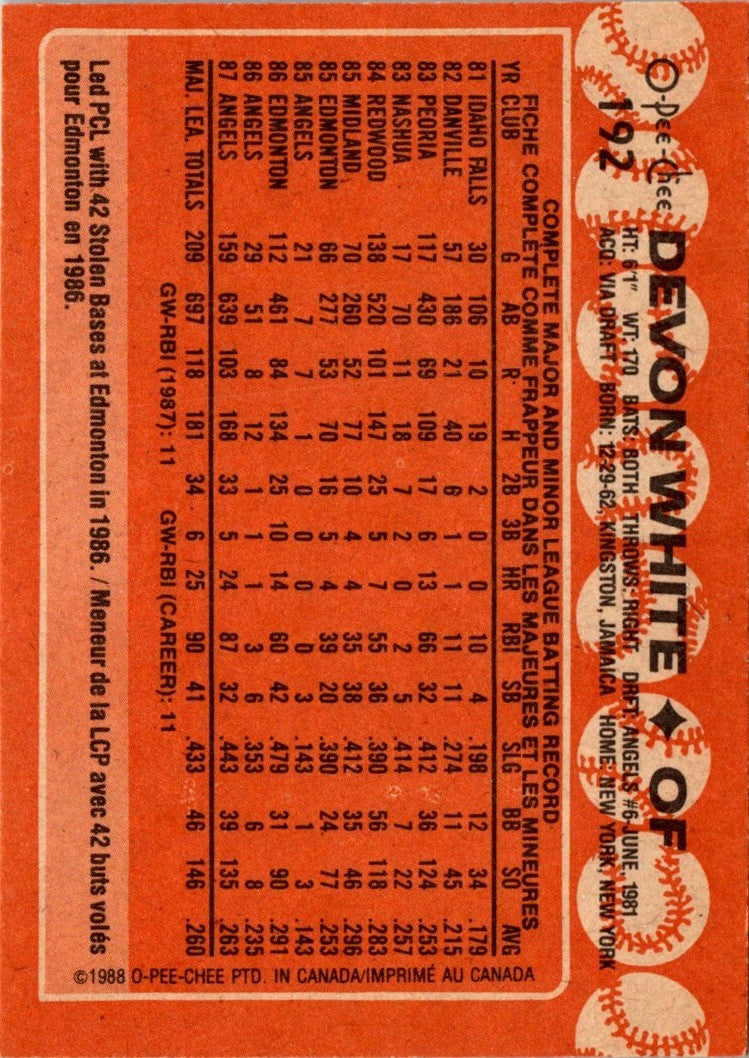 O-Pee-Chee
192
DEVON WHITE ✦ OF
HT: 6'1" WT: 170 BATS: BOTH THROWS: RIGHT DRFT: ANGELS #6-JUNE, 1981
ACQ: VIA DRAFT BORN: 12-29-62, KINGSTON, JAMAICA HOME: NEW YORK, NEW YORK
COMPLETE MAJOR AND MINOR LEAGUE BATTING RECORD
FICHE COMPLETE COMME FRAPPEUR DANS LES MAJEURES ET LES MINEURES
YR CLUB G AB R H 2B 3B HR RBI SB SLG BB SO AVG
81 IDAHO FALLS 30 106 10 19 2 0 0 10 4 .198 12 34 .179
82 DANVILLE 57 186 21 40 6 1 1 11 11 .274 11 45 .215
83 PEORIA 117 430 69 109 17 6 13 66 32 .412 36 124 .253
83 NASHUA 17 70 11 18 7 2 0 2 5 .414 7 22 .257
84 REDWOOD 138 520 101 147 25 5 7 55 36 .390 56 118 .283
85 MIDLAND 70 260 52 77 10 4 4 35 38 .412 35 46 .296
85 EDMONTON 66 277 53 70 16 5 4 39 20 .390 24 77 .253
85 ANGELS 21 7 7 1 0 0 0 0 3 .143 1 3 .143
86 EDMONTON 112 461 84 134 25 10 14 60 42 .479 31 90 .291
86 ANGELS 29 51 8 12 1 1 1 3 6 .353 6 8 .235
87 ANGELS 159 639 103 168 33 5 24 87 32 .443 39 135 .263
MAJ. LEA. TOTALS 209 697 118 181 34 6 25 90 41 .433 46 146 .260
GW-RBI (1987): 11 GW-RBI (CAREER): 11
Led PCL with 42 Stolen Bases at Edmonton in 1986. / Meneur de la LCP avec 42 buts volés
pour Edmonton en 1986.
©1988 O-PEE-CHEE PTD. IN CANADA/IMPRIMÉ AU CANADA